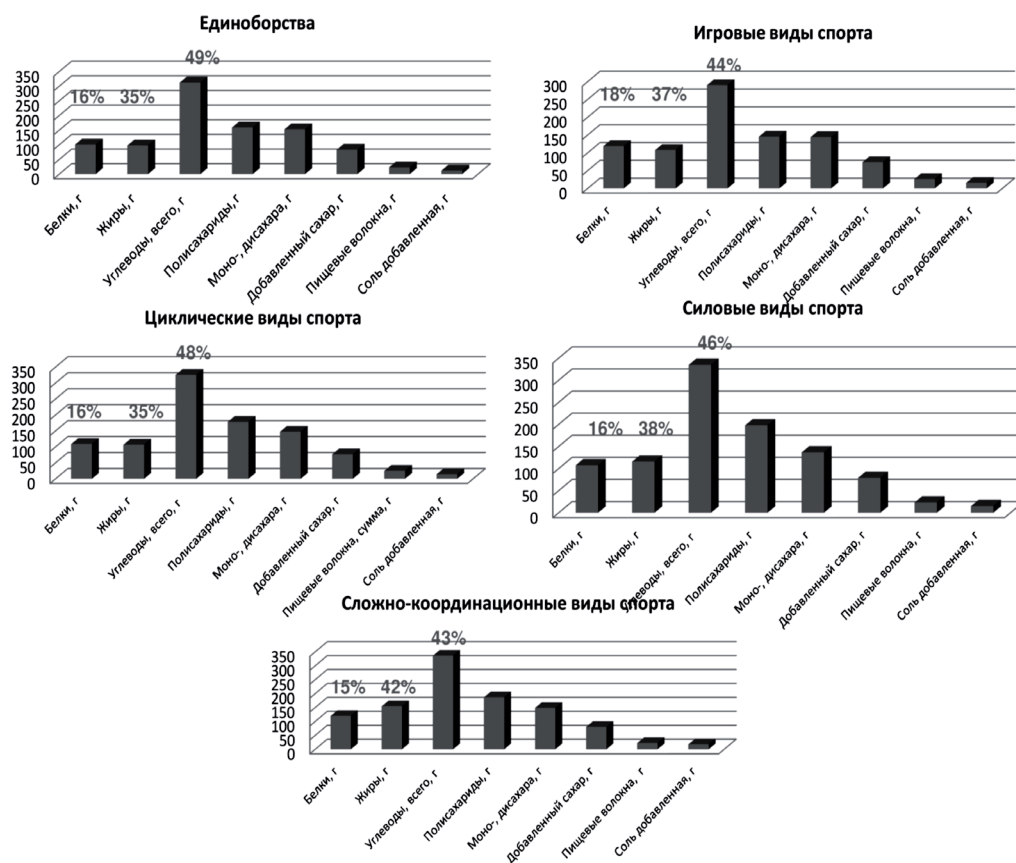 Единоборства
49%
16% 35%
350
300
250
200
150
100
50
0
Белки, г
Жиры, г
Углеводы, всего, г
Полисахариды, г
Моно-, дисахара, г
Добавленный сахар, г
Пищевые волокна, г
Соль добавленная, г
Игровые виды спорта
44%
18% 37%
300
250
200
150
100
50
0
Белки, г
Жиры, г
Углеводы, всего, г
Полисахариды, г
Моно-, дисахара, г
Добавленный сахар, г
Пищевые волокна, г
Соль добавленная, г
Циклические виды спорта
48%
16% 35%
350
300
250
200
150
100
50
0
Белки, г
Жиры, г
Углеводы, всего, г
Полисахариды, г
Моно-, дисахара, г
Добавленный сахар, г
Пищевые волокна, сумма, г
Соль добавленная, г
Силовые виды спорта
46%
16% 38%
350
300
250
200
150
100
50
0
Белки, г
Жиры, г
Углеводы, всего, г
Полисахариды, г
Моно-, дисахара, г
Добавленный сахар, г
Пищевые волокна, г
Соль добавленная, г
Сложно-координационные виды спорта
43%
15% 42%
350
300
250
200
150
100
50
0
Белки, г
Жиры, г
Углеводы, всего, г
Полисахариды, г
Моно-, дисахара, г
Добавленный сахар, г
Пищевые волокна, г
Соль добавленная, г